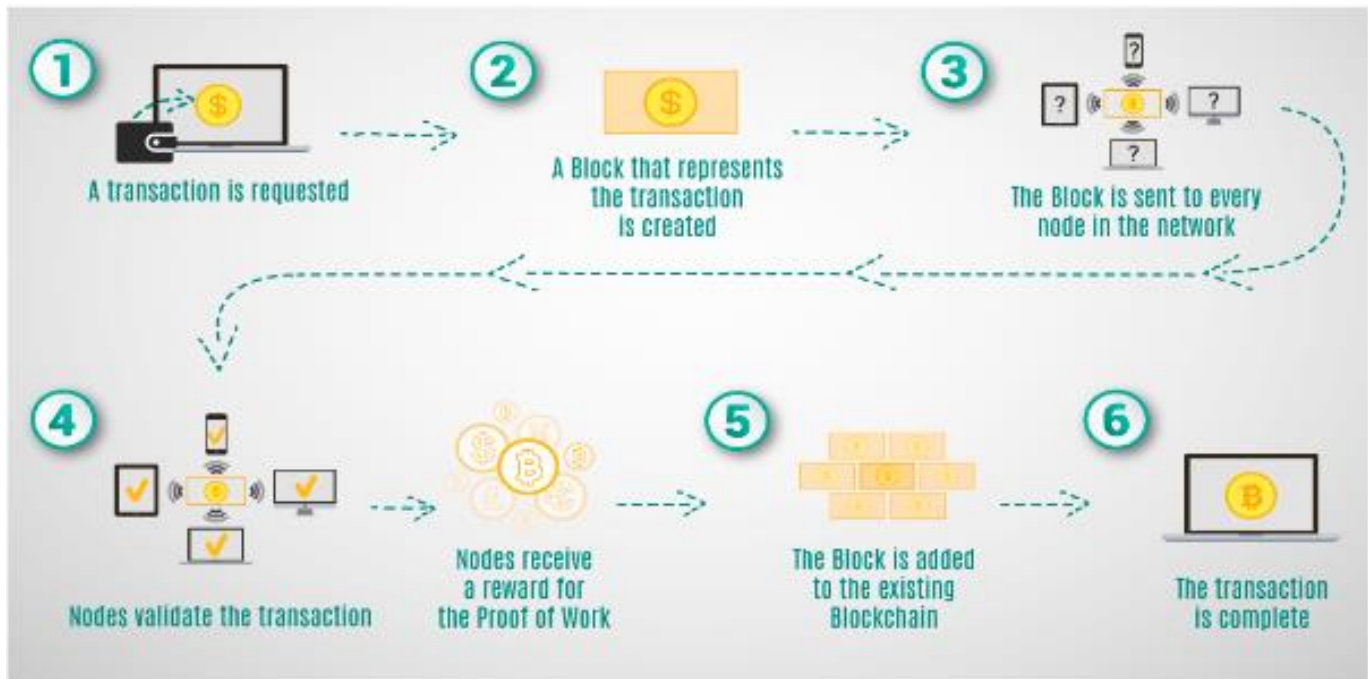 1
A transaction is requested
2
A Block that represents
the transaction
is created
3
The Block is sent to every
node in the network
4
Nodes validate the transaction
Nodes receive
a reward for
the Proof of Work
5
The Block is added
to the existing
Blockchain
6
The transaction
is complete